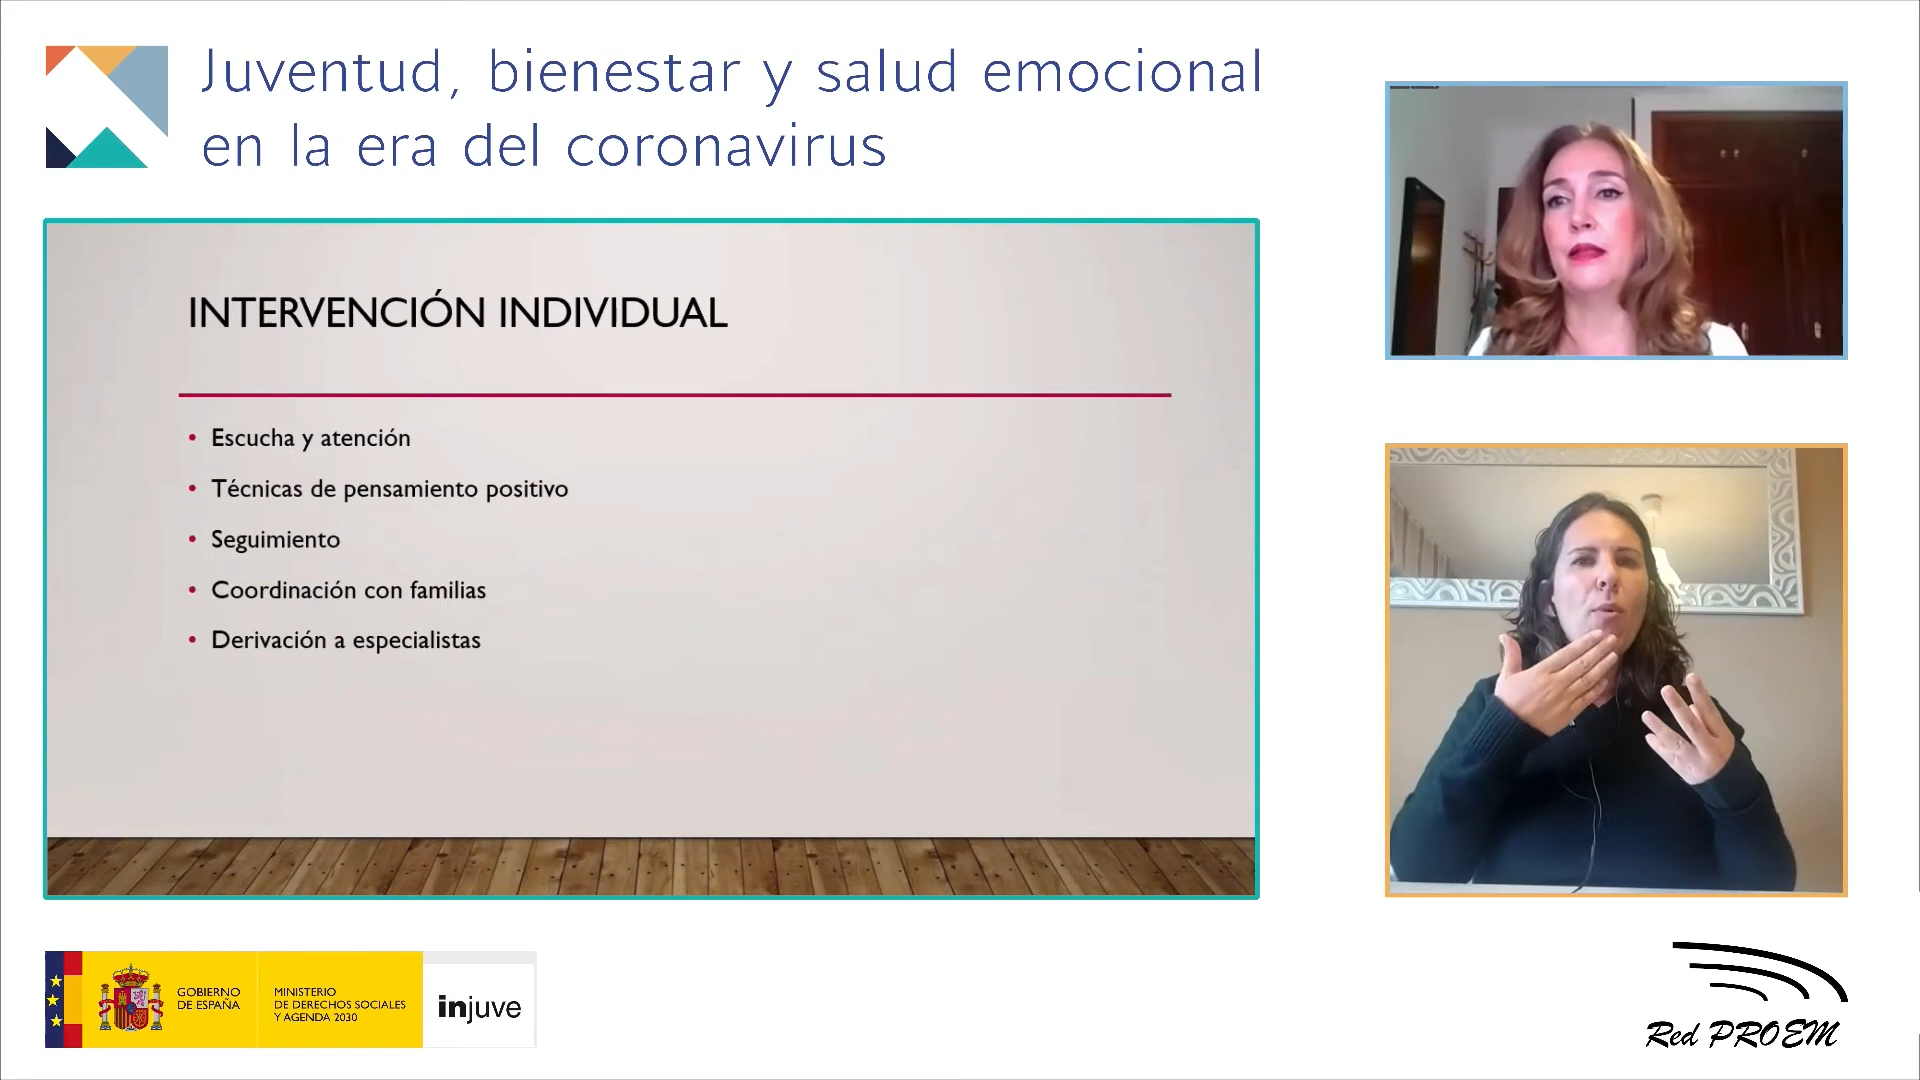 Juventud, bienestar y salud emocional
en la era del coronavirus
INTERVENCIÓN INDIVIDUAL
• Escucha y atención
• Técnicas de pensamiento positivo
• Seguimiento
• Coordinación con familias
• Derivación a especialistas
GOBIERNO
DE ESPAÑA
MINISTERIO
DE DERECHOS SOCIALES
Y AGENDA 2030
injuve
Red PROEM